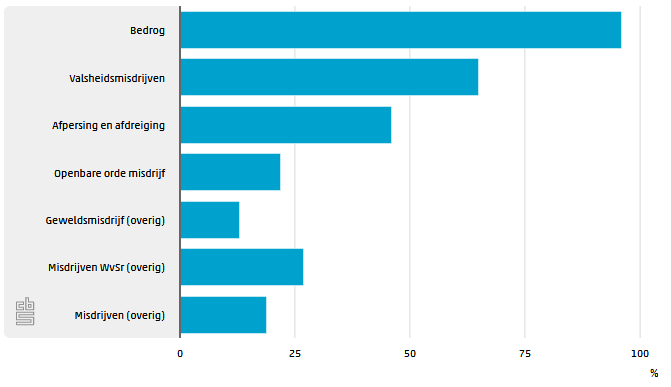 Bedrog
Valsheidsmisdrijven
Afpersing en afdreiging
Openbare orde misdrijf
Geweldsmisdrijf (overig)
Misdrijven WvSr (overig)
Misdrijven (overig)
0 25 50 75 100
%